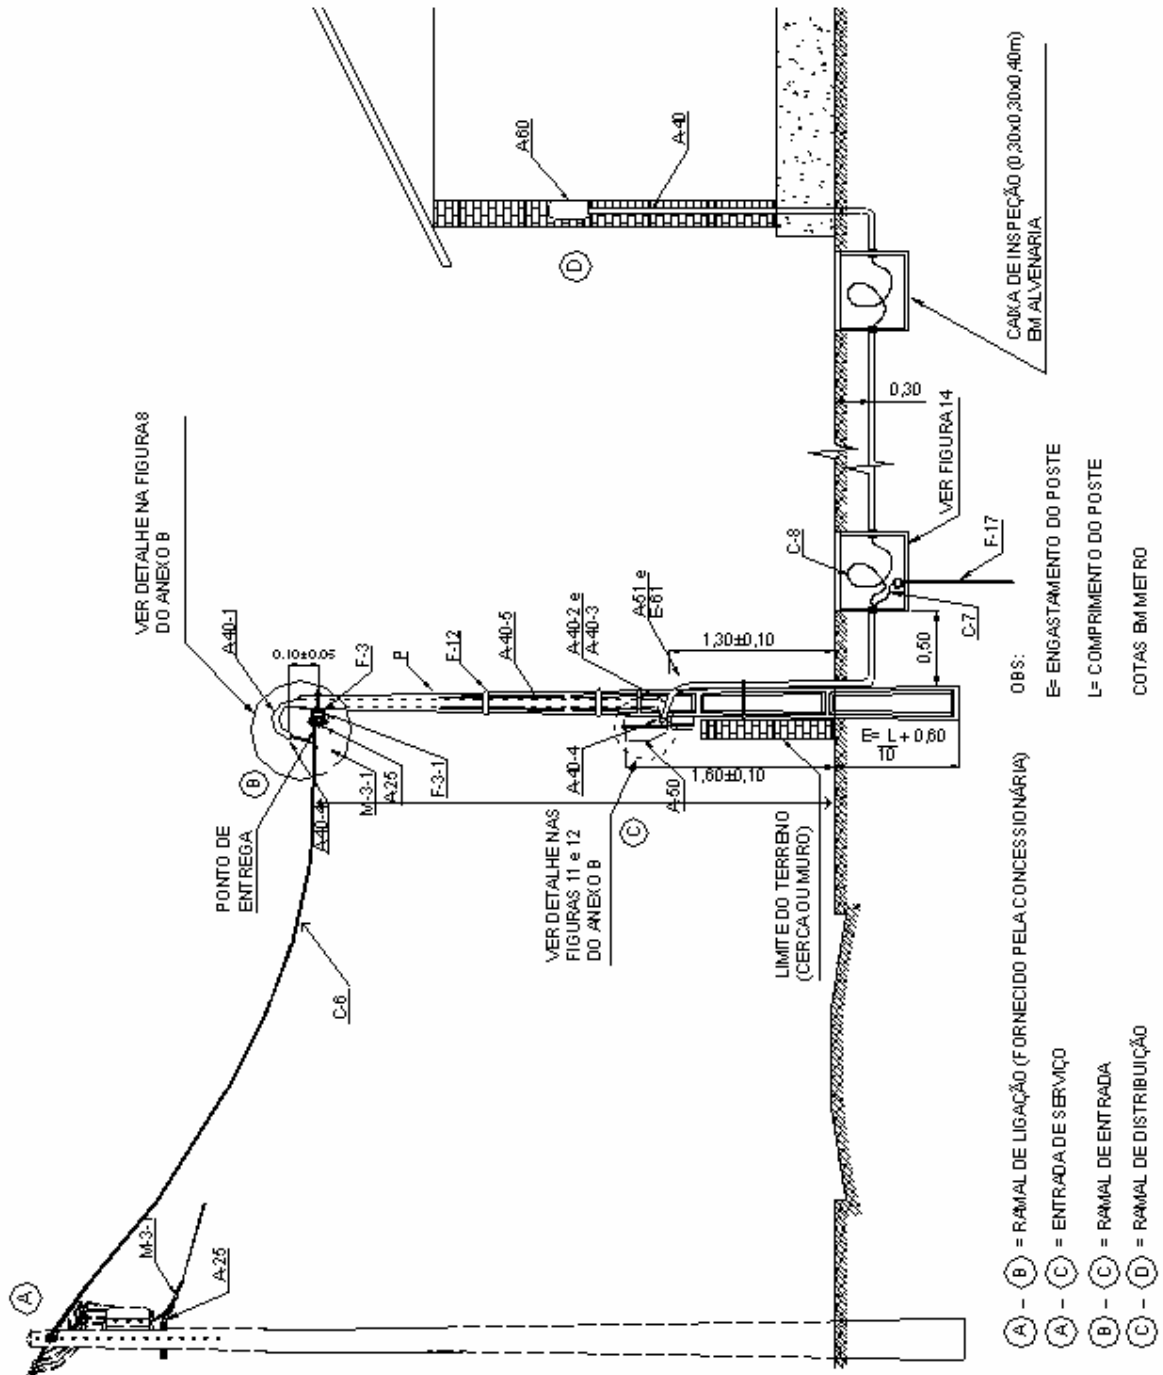 A
M-3-1
A-25
C-6
PONTO DE
ENTREGA
B
A-40-4
M-3-1
A-25
F-3-1
VER DETALHE NA FIGURA 8
DO ANEXO B
A-40-1
0,10±0,05
F-3
P
F-12
A-40-5
A-40-2 e
A-40-3
A-51 e
E-61
1,30±0,10
A-40-4
A-50
1,60±0,10
C
VER DETALHE NAS
FIGURAS 11 e 12
DO ANEXO B
LIMITE DO TERRENO
(CERCA OU MURO)
E= L + 0,60
10
0,50
C-8
C-7
F-17
VER FIGURA 14
0,30
D
A-60
A-40
CAIXA DE INSPEÇÃO (0,30x0,30x0,40m)
EM ALVENARIA
A - B = RAMAL DE LIGAÇÃO (FORNECIDO PELA CONCESSIONÁRIA)
A - C = ENTRADA DE SERVIÇO
B - C = RAMAL DE ENTRADA
C - D = RAMAL DE DISTRIBUIÇÃO
OBS:
E= ENGASTAMENTO DO POSTE
L= COMPRIMENTO DO POSTE
COTAS EM METRO